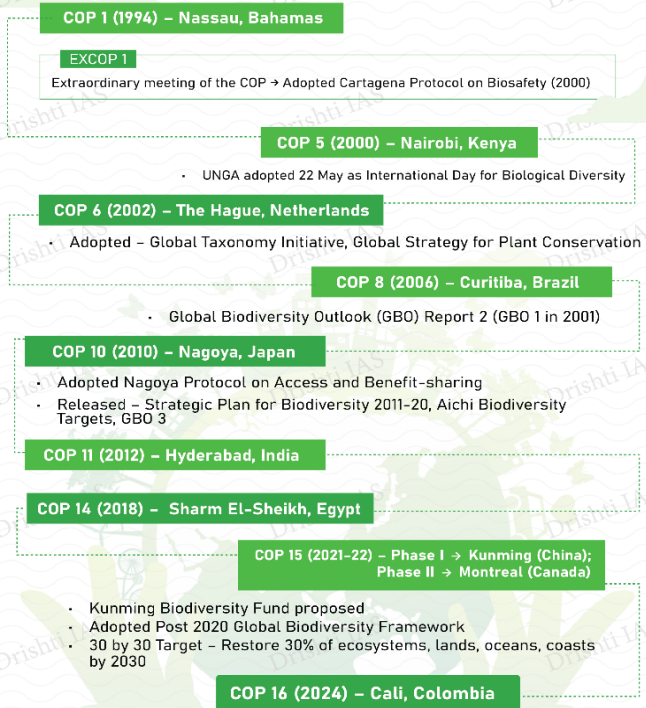 COP 1 (1994) – Nassau, Bahamas
EXCOP 1
Extraordinary meeting of the COP → Adopted Cartagena Protocol on Biosafety (2000)
COP 5 (2000) – Nairobi, Kenya
• UNGA adopted 22 May as International Day for Biological Diversity
COP 6 (2002) – The Hague, Netherlands
• Adopted – Global Taxonomy Initiative, Global Strategy for Plant Conservation
COP 8 (2006) – Curitiba, Brazil
• Global Biodiversity Outlook (GBO) Report 2 (GBO 1 in 2001)
COP 10 (2010) – Nagoya, Japan
• Adopted Nagoya Protocol on Access and Benefit-sharing
• Released – Strategic Plan for Biodiversity 2011-20, Aichi Biodiversity
Targets, GBO 3
COP 11 (2012) – Hyderabad, India
COP 14 (2018) – Sharm El-Sheikh, Egypt
COP 15 (2021-22) – Phase I → Kunming (China);
Phase II → Montreal (Canada)
• Kunming Biodiversity Fund proposed
• Adopted Post 2020 Global Biodiversity Framework
• 30 by 30 Target – Restore 30% of ecosystems, lands, oceans, coasts
by 2030
COP 16 (2024) – Cali, Colombia
Drishti IAS